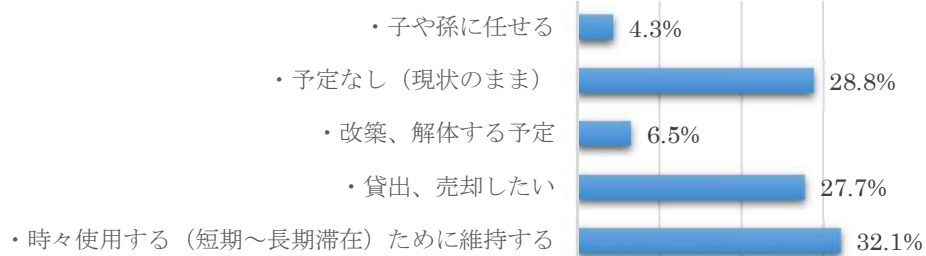 ・子や孫に任せる 4.3%
・予定なし（現状のまま） 28.8%
・改築、解体する予定 6.5%
・貸出、売却したい 27.7%
・時々使用する（短期～長期滞在）ために維持する 32.1%